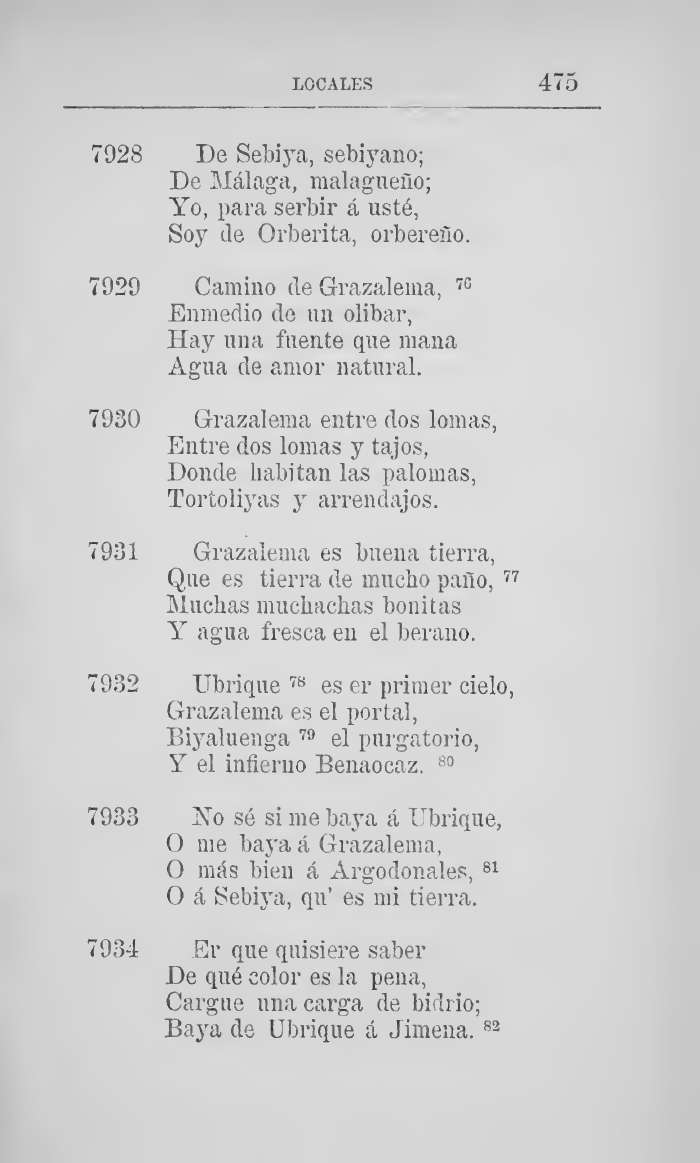 LOCALES 475
7928 De Sebiya, sebiyano;
De Málaga, malagueño;
Yo, para serbir á usté,
Soy de Orberita, orbereño.
7929 Camino de Grazalema, 76
Enmedio de un olibar,
Hay una fuente que mana
Agua de amor natural.
7930 Grazalema entre dos lomas,
Entre dos lomas y tajos,
Donde habitan las palomas,
Tortoliyas y arrendajos.
7931 Grazalema es buena tierra,
Que es tierra de mucho paño, 77
Muchas muchachas bonitas
Y agua fresca en el berano.
7932 Ubrique 78 es er primer cielo,
Grazalema es el portal,
Biyaluenga 79 el purgatorio,
Y el infierno Benaocaz. 80
7933 No sé si me baya á Ubrique,
O me baya á Grazalema,
O más bien á Argodonales, 81
O á Sebiya, qu' es mi tierra.
7934 Er que quisiere saber
De qué color es la pena,
Cargue una carga de bidrio;
Baya de Ubrique á Jimena. 82